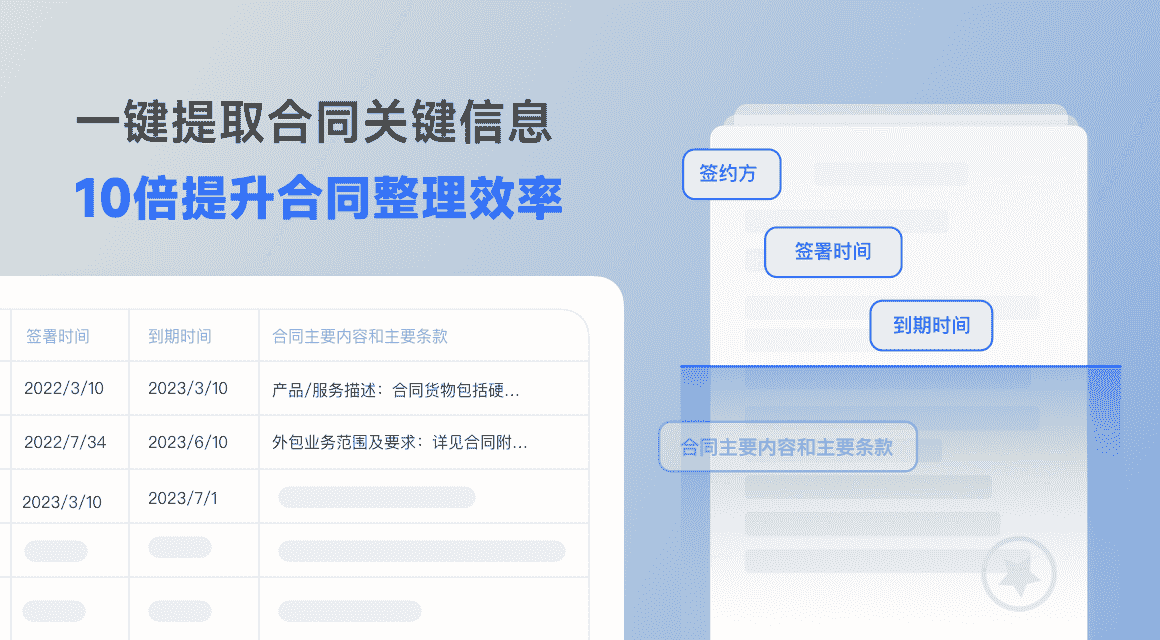 一键提取合同关键信息
10倍提升合同整理效率
签约方
签署时间
到期时间
合同主要内容和主要条款
签署时间 到期时间 合同主要内容和主要条款
2022/3/10 2023/3/10 产品/服务描述：合同货物包括硬...
2022/7/34 2023/6/10 外包业务范围及要求：详见合同附...
2023/3/10 2023/7/1